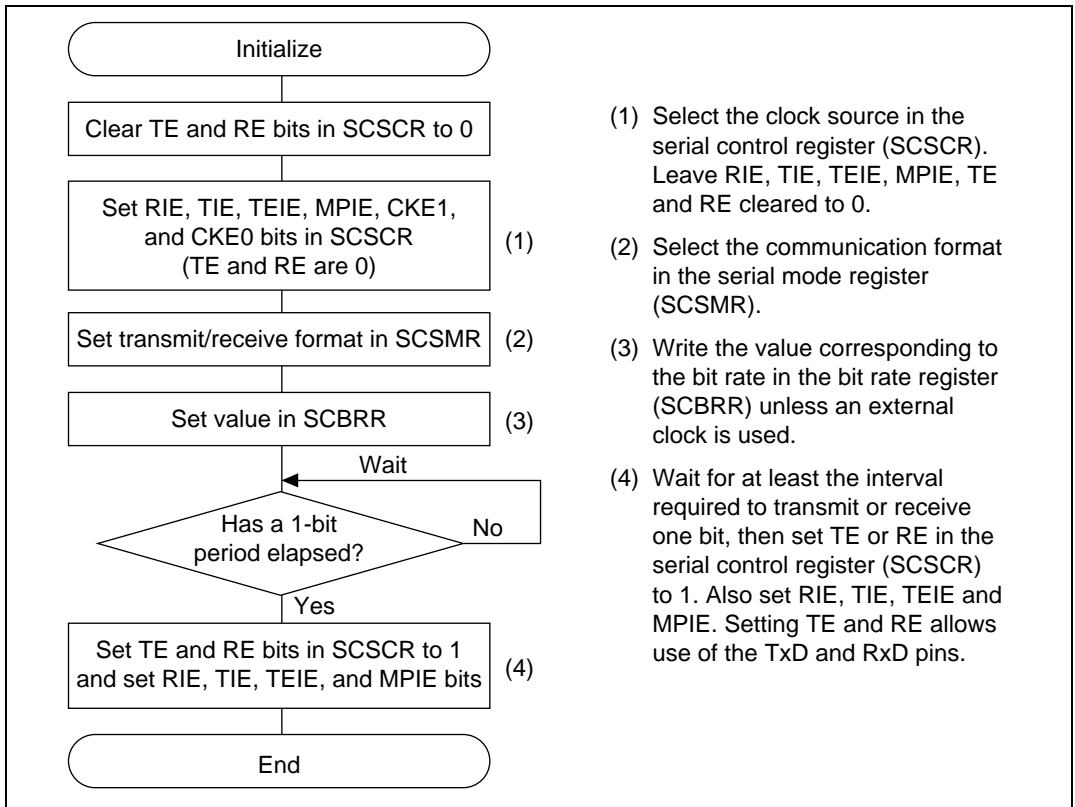 Initialize
Clear TE and RE bits in SCSCR to 0
Set RIE, TIE, TEIE, MPIE, CKE1,
and CKE0 bits in SCSCR
(TE and RE are 0)
(1)
Set transmit/receive format in SCSMR
(2)
Set value in SCBRR
(3)
Wait
Has a 1-bit
period elapsed?
No
Yes
Set TE and RE bits in SCSCR to 1
and set RIE, TIE, TEIE, and MPIE bits
(4)
End
(1) Select the clock source in the
serial control register (SCSCR).
Leave RIE, TIE, TEIE, MPIE, TE
and RE cleared to 0.
(2) Select the communication format
in the serial mode register
(SCSMR).
(3) Write the value corresponding to
the bit rate in the bit rate register
(SCBRR) unless an external
clock is used.
(4) Wait for at least the interval
required to transmit or receive
one bit, then set TE or RE in the
serial control register (SCSCR)
to 1. Also set RIE, TIE, TEIE and
MPIE. Setting TE and RE allows
use of the TxD and RxD pins.